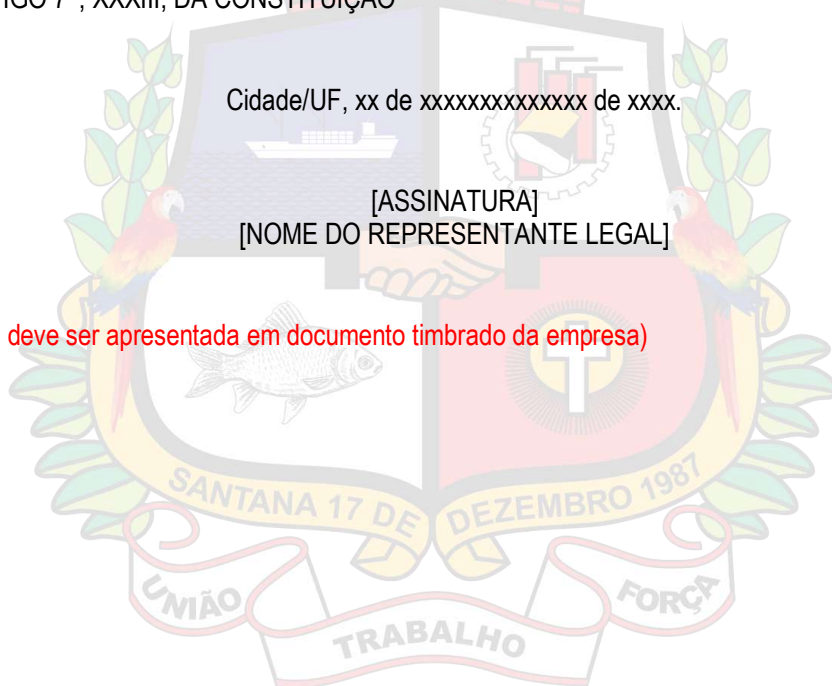 IGO 7°, XXXIII, DA CONSTITUIÇÃO
Cidade/UF, xx de xxxxxxxxxxxxxx de xxxx.
[ASSINATURA]
[NOME DO REPRESENTANTE LEGAL]
deve ser apresentada em documento timbrado da empresa)
SANTANA 17 DE DEZEMBRO 1987
UNIÃO TRABALHO FORÇA